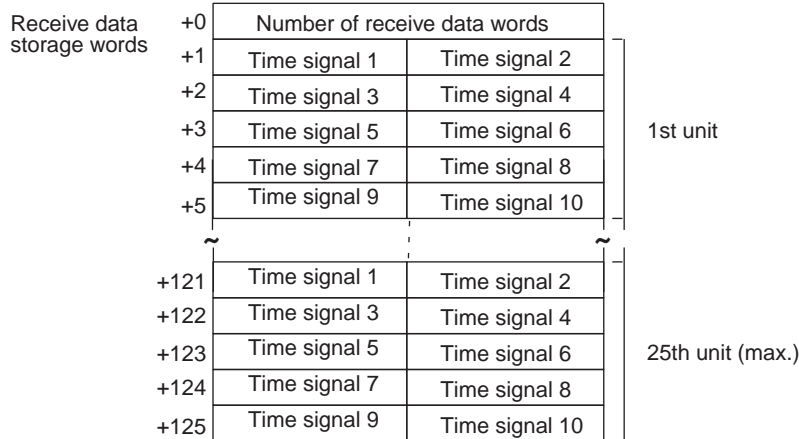 Receive data
storage words
+0 Number of receive data words
+1 Time signal 1 Time signal 2
+2 Time signal 3 Time signal 4
+3 Time signal 5 Time signal 6
1st unit
+4 Time signal 7 Time signal 8
+5 Time signal 9 Time signal 10
~ ~
+121 Time signal 1 Time signal 2
+122 Time signal 3 Time signal 4
+123 Time signal 5 Time signal 6
25th unit (max.)
+124 Time signal 7 Time signal 8
+125 Time signal 9 Time signal 10